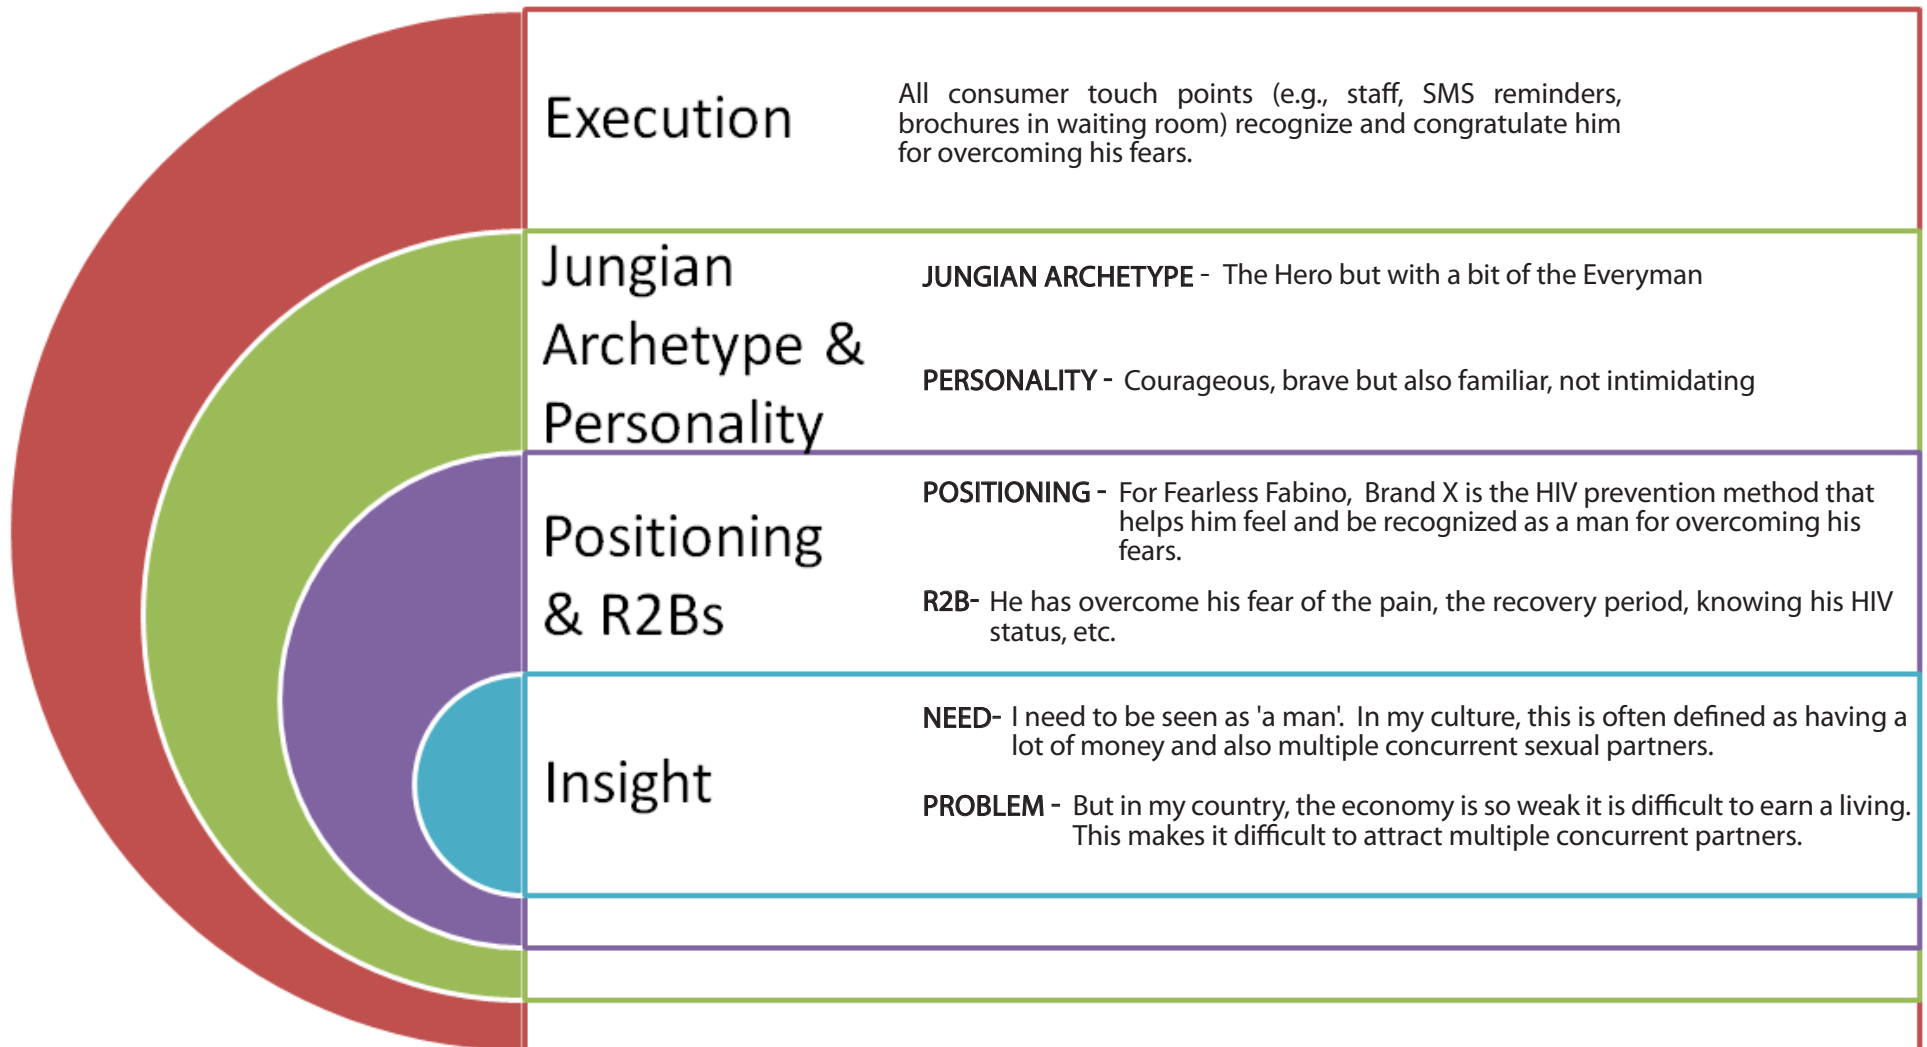 Execution
All consumer touch points (e.g., staff, SMS reminders,
brochures in waiting room) recognize and congratulate him
for overcoming his fears.
Jungian
Archetype &
Personality
JUNGIAN ARCHETYPE - The Hero but with a bit of the Everyman
PERSONALITY - Courageous, brave but also familiar, not intimidating
Positioning
& R2Bs
POSITIONING - For Fearless Fabino, Brand X is the HIV prevention method that
helps him feel and be recognized as a man for overcoming his
fears.
R2B- He has overcome his fear of the pain, the recovery period, knowing his HIV
status, etc.
Insight
NEED- I need to be seen as 'a man'. In my culture, this is often defined as having a
lot of money and also multiple concurrent sexual partners.
PROBLEM - But in my country, the economy is so weak it is difficult to earn a living.
This makes it difficult to attract multiple concurrent partners.